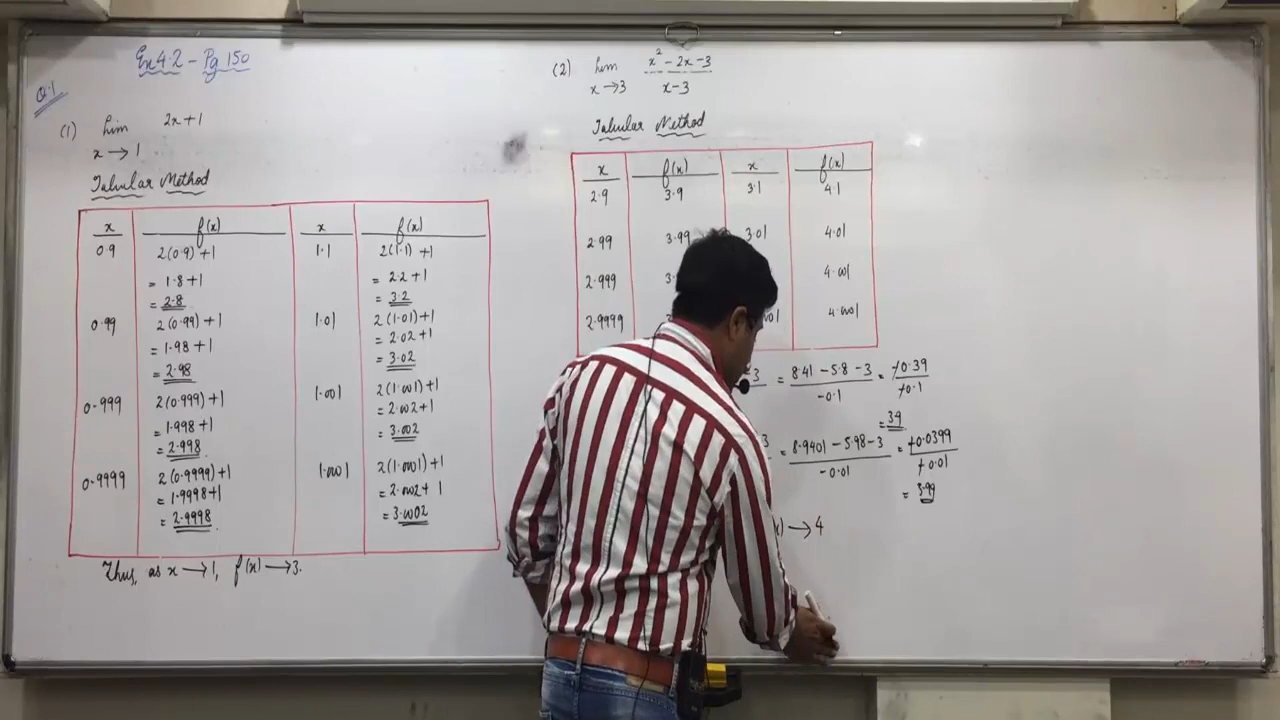 Ex 4.2 - Pg 150
Q.1
(1) Lim 2x+1
x → 1
Tabular Method
x f(x) x f(x)
0.9 2(0.9)+1 1.1 2(1.1)+1
= 1.8+1 = 2.2+1
= 2.8 = 3.2
0.99 2(0.99)+1 1.01 2(1.01)+1
= 1.98+1 = 2.02+1
= 2.98 = 3.02
0.999 2(0.999)+1 1.001 2(1.001)+1
= 1.998+1 = 2.002+1
= 2.998 = 3.002
0.9999 2(0.9999)+1 1.0001 2(1.0001)+1
= 1.9998+1 = 2.0002+1
= 2.9998 = 3.0002
Thus, as x → 1, f(x) → 3.
(2) Lim x² - 2x - 3
x → 3 x - 3
Tabular Method
x f(x) x f(x)
2.9 3.9 3.1 4.1
2.99 3.99 3.01 4.01
2.999 4.001
2.9999 4.0001
= 8.41 - 5.8 - 3 = -0.39
-0.1 -0.1
= 39
= 8.9401 - 5.98 - 3 = -0.0399
-0.01 -0.01
= 3.99
→ 4